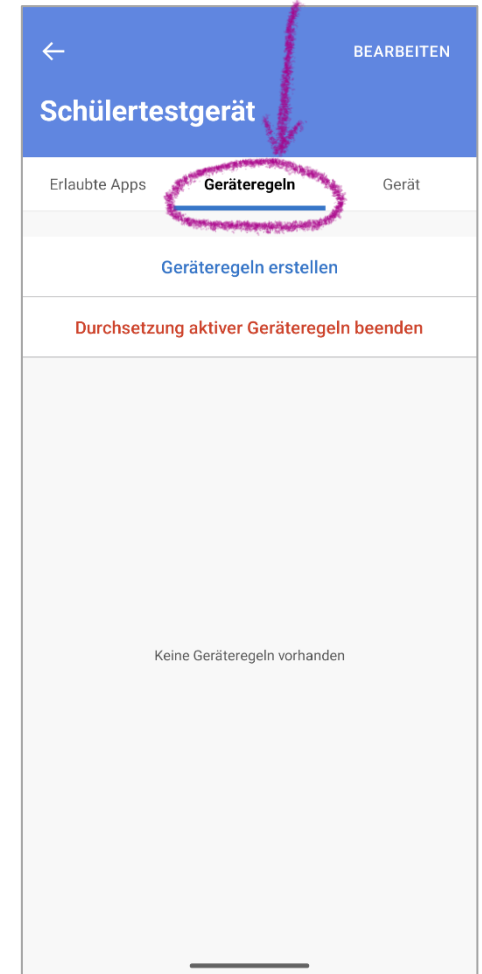 BEARBEITEN
Schülertestgerät
Erlaubte Apps Geräteregeln Gerät
Geräteregeln erstellen
Durchsetzung aktiver Geräteregeln beenden
Keine Geräteregeln vorhanden